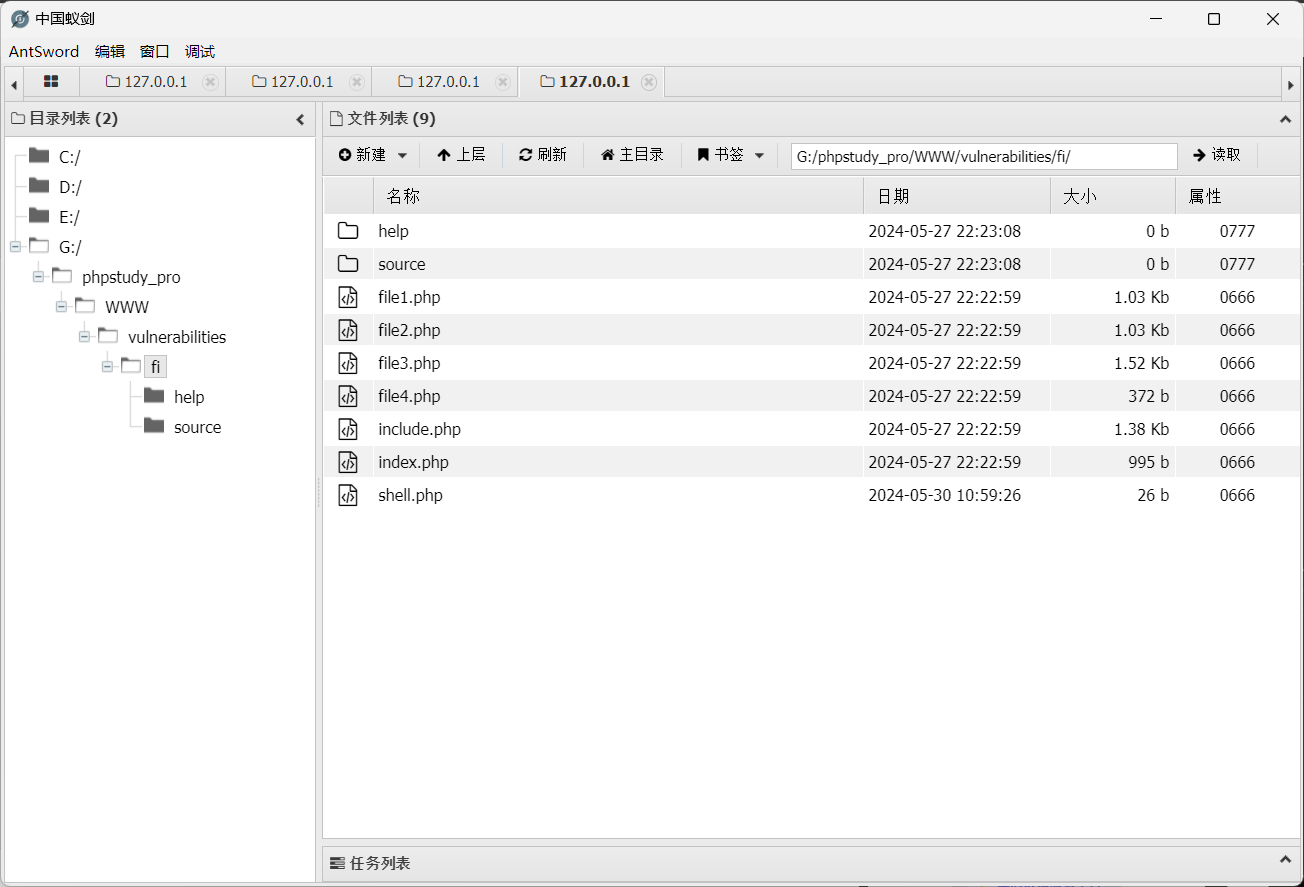 中国蚁剑
AntSword 编辑 窗口 调试
127.0.0.1 127.0.0.1 127.0.0.1 127.0.0.1
目录列表 (2)
C:/
D:/
E:/
G:/
phpstudy_pro
WWW
vulnerabilities
fi
help
source
文件列表 (9)
新建 上层 刷新 主目录 书签 G:/phpstudy_pro/WWW/vulnerabilities/fi/ 读取
名称 日期 大小 属性
help 2024-05-27 22:23:08 0 b 0777
source 2024-05-27 22:23:08 0 b 0777
file1.php 2024-05-27 22:22:59 1.03 Kb 0666
file2.php 2024-05-27 22:22:59 1.03 Kb 0666
file3.php 2024-05-27 22:22:59 1.52 Kb 0666
file4.php 2024-05-27 22:22:59 372 b 0666
include.php 2024-05-27 22:22:59 1.38 Kb 0666
index.php 2024-05-27 22:22:59 995 b 0666
shell.php 2024-05-30 10:59:26 26 b 0666
任务列表